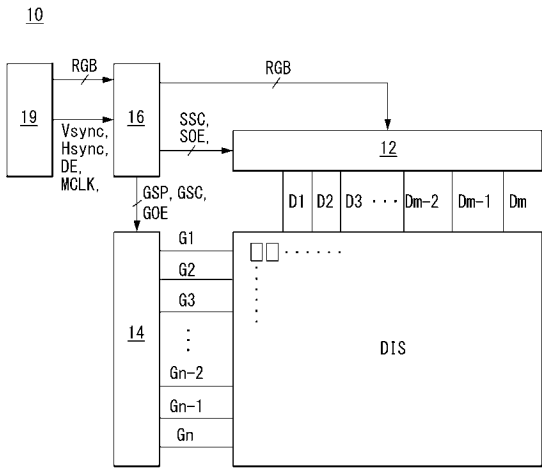 10
RGB
RGB
19
16
Vsync,
Hsync,
DE,
MCLK,
SSC,
SOE,
12
GSP, GSC,
GOE
D1 D2 D3 ··· Dm-2 Dm-1 Dm
G1
G2
G3
14
DIS
Gn-2
Gn-1
Gn